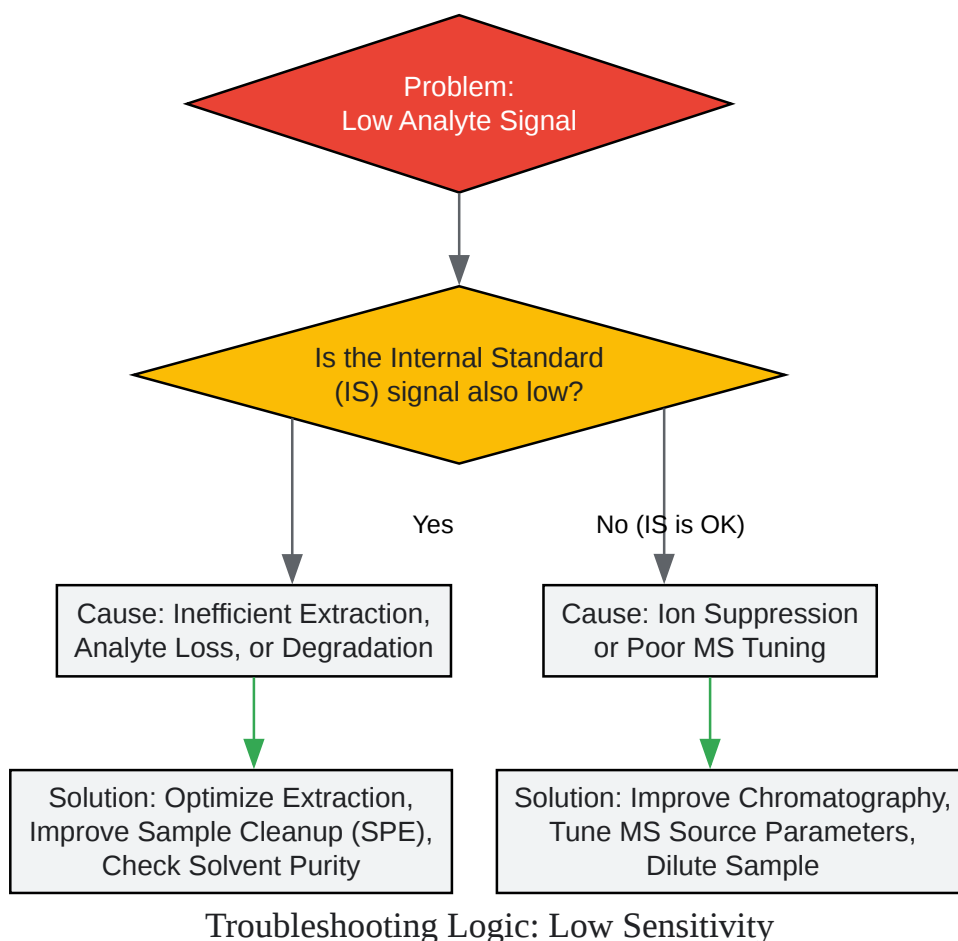 Problem:
Low Analyte Signal
Is the Internal Standard
(IS) signal also low?
Yes
No (IS is OK)
Cause: Inefficient Extraction,
Analyte Loss, or Degradation
Cause: Ion Suppression
or Poor MS Tuning
Solution: Optimize Extraction,
Improve Sample Cleanup (SPE),
Check Solvent Purity
Solution: Improve Chromatography,
Tune MS Source Parameters,
Dilute Sample
Troubleshooting Logic: Low Sensitivity